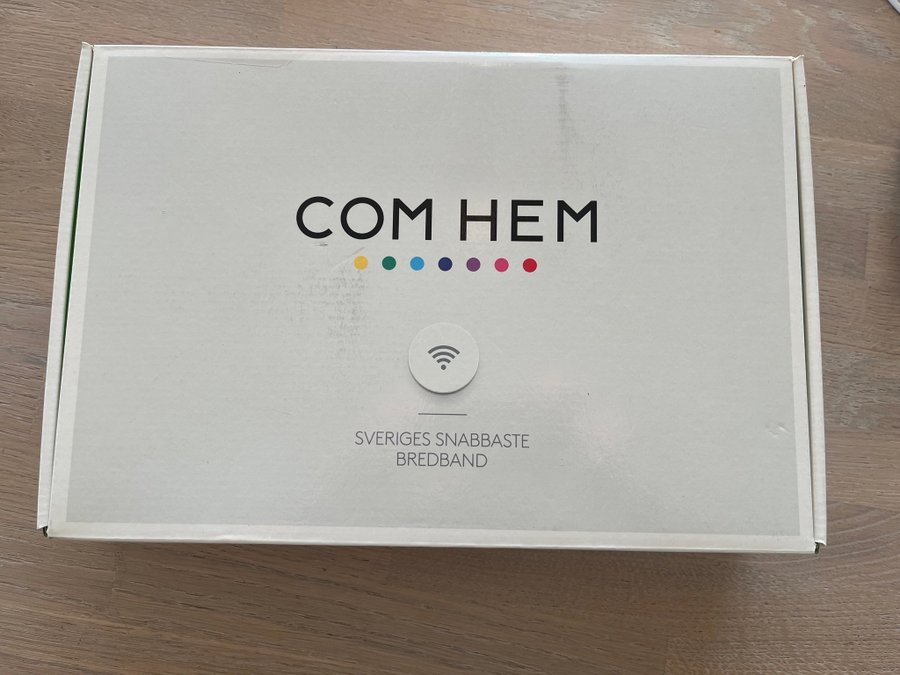 COM HEM
SVERIGES SNABBASTE
BREDBAND